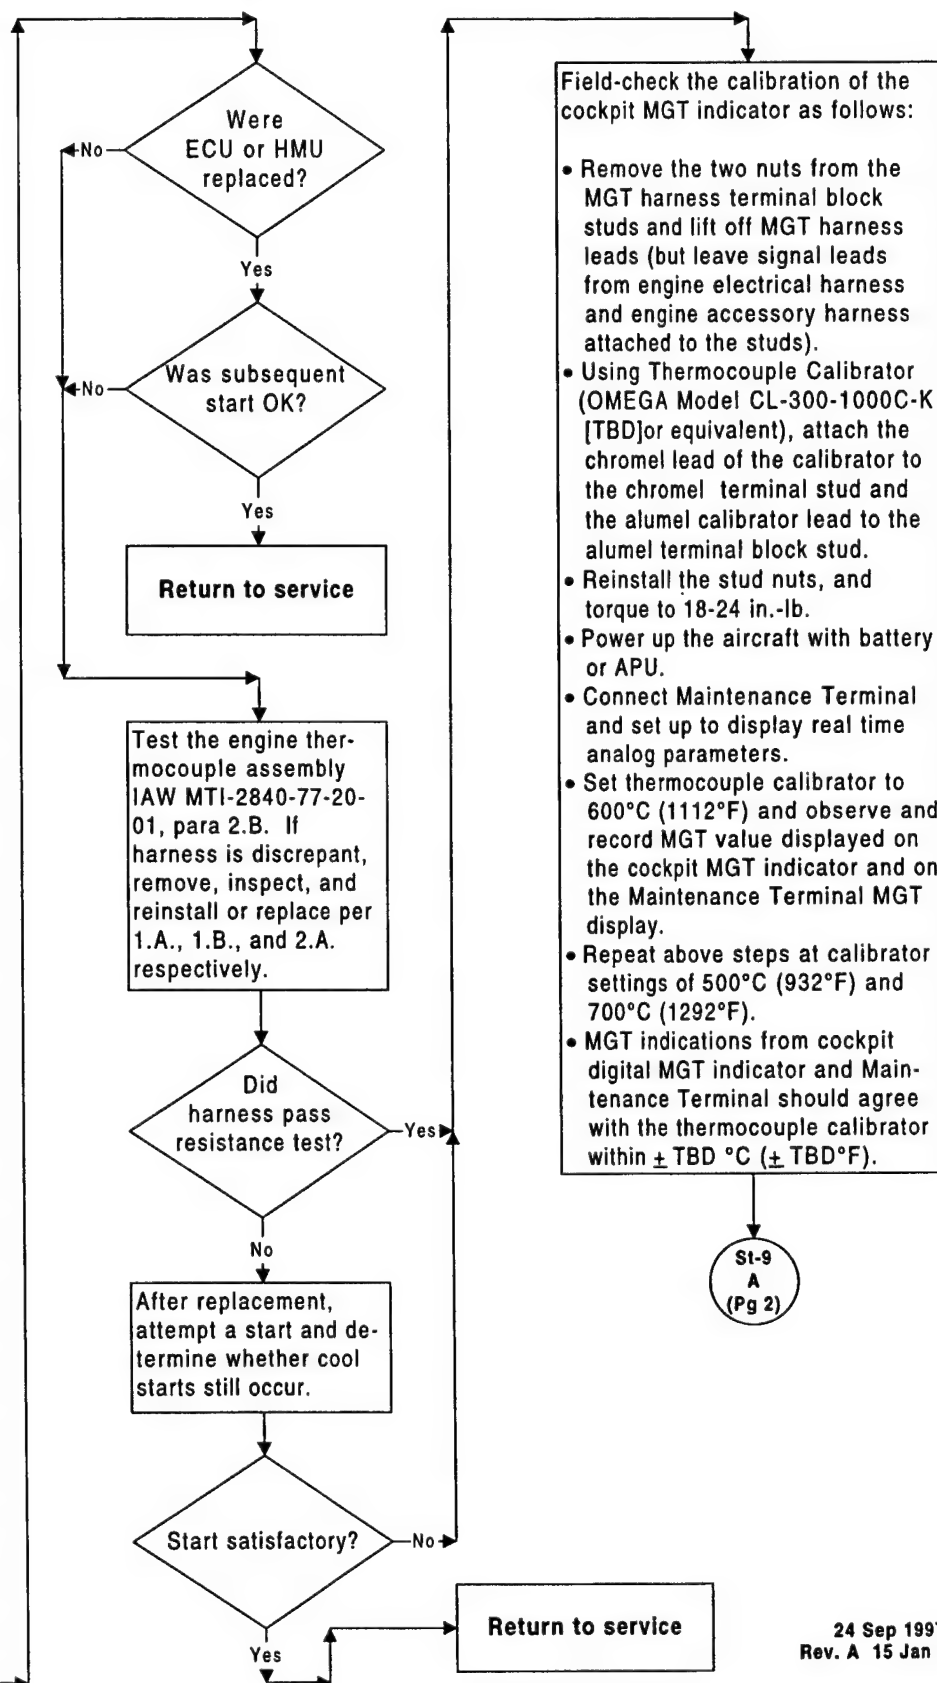 Were
ECU or HMU
replaced?
No
Yes
Was subsequent
start OK?
No
Yes
Return to service
Test the engine ther-
mocouple assembly
IAW MTI-2840-77-20-
01, para 2.B. If
harness is discrepant,
remove, inspect, and
reinstall or replace per
1.A., 1.B., and 2.A.
respectively.
Did
harness pass
resistance test?
Yes
No
After replacement,
attempt a start and de-
termine whether cool
starts still occur.
Start satisfactory?
No
Yes
Return to service
Field-check the calibration of the
cockpit MGT indicator as follows:
• Remove the two nuts from the
MGT harness terminal block
studs and lift off MGT harness
leads (but leave signal leads
from engine electrical harness
and engine accessory harness
attached to the studs).
• Using Thermocouple Calibrator
(OMEGA Model CL-300-1000C-K
[TBD]or equivalent), attach the
chromel lead of the calibrator to
the chromel terminal stud and
the alumel calibrator lead to the
alumel terminal block stud.
• Reinstall the stud nuts, and
torque to 18-24 in.-lb.
• Power up the aircraft with battery
or APU.
• Connect Maintenance Terminal
and set up to display real time
analog parameters.
• Set thermocouple calibrator to
600°C (1112°F) and observe and
record MGT value displayed on
the cockpit MGT indicator and on
the Maintenance Terminal MGT
display.
• Repeat above steps at calibrator
settings of 500°C (932°F) and
700°C (1292°F).
• MGT indications from cockpit
digital MGT indicator and Main-
tenance Terminal should agree
with the thermocouple calibrator
within ± TBD °C (± TBD°F).
St-9
A
(Pg 2)
24 Sep 1997
Rev. A 15 Jan